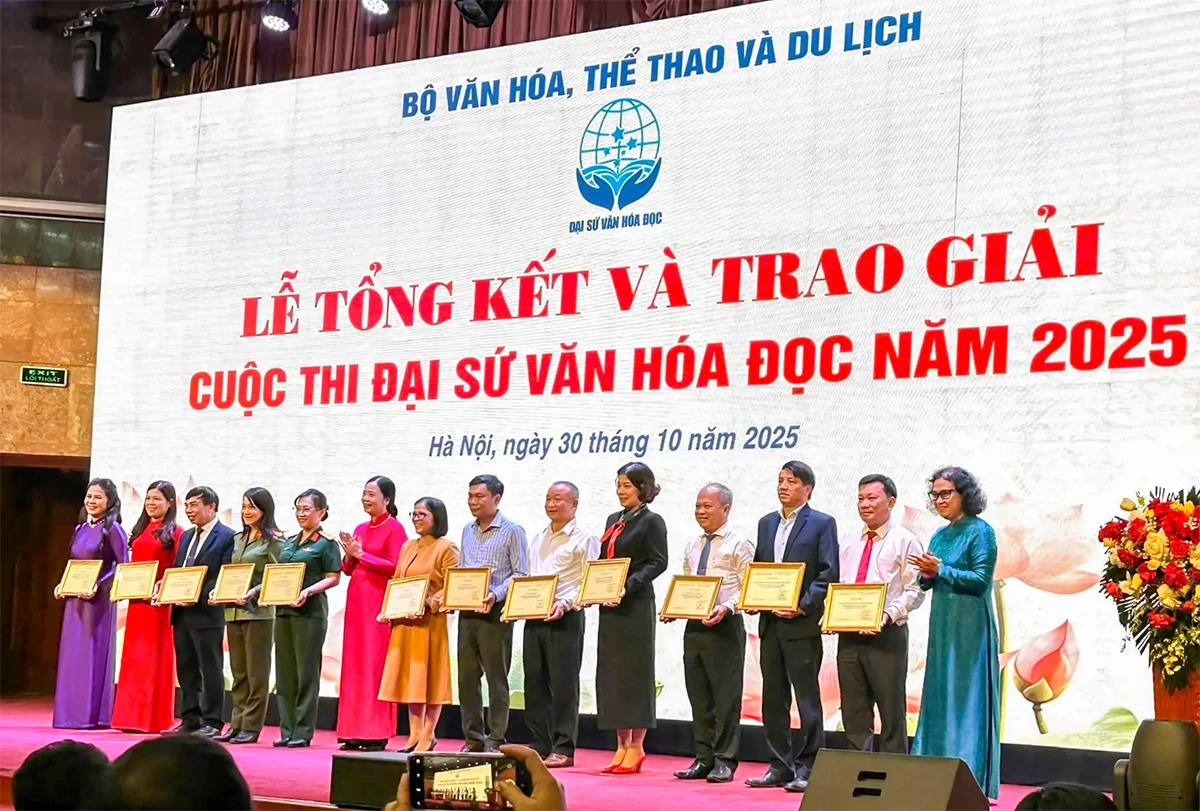 BỘ VĂN HÓA, THỂ THAO VÀ DU LỊCH
ĐẠI SỨ VĂN HÓA ĐỌC
LỄ TỔNG KẾT VÀ TRAO GIẢI
CUỘC THI ĐẠI SỨ VĂN HÓA ĐỌC NĂM 2025
Hà Nội, ngày 30 tháng 10 năm 2025
EXIT
LỐI THOÁT